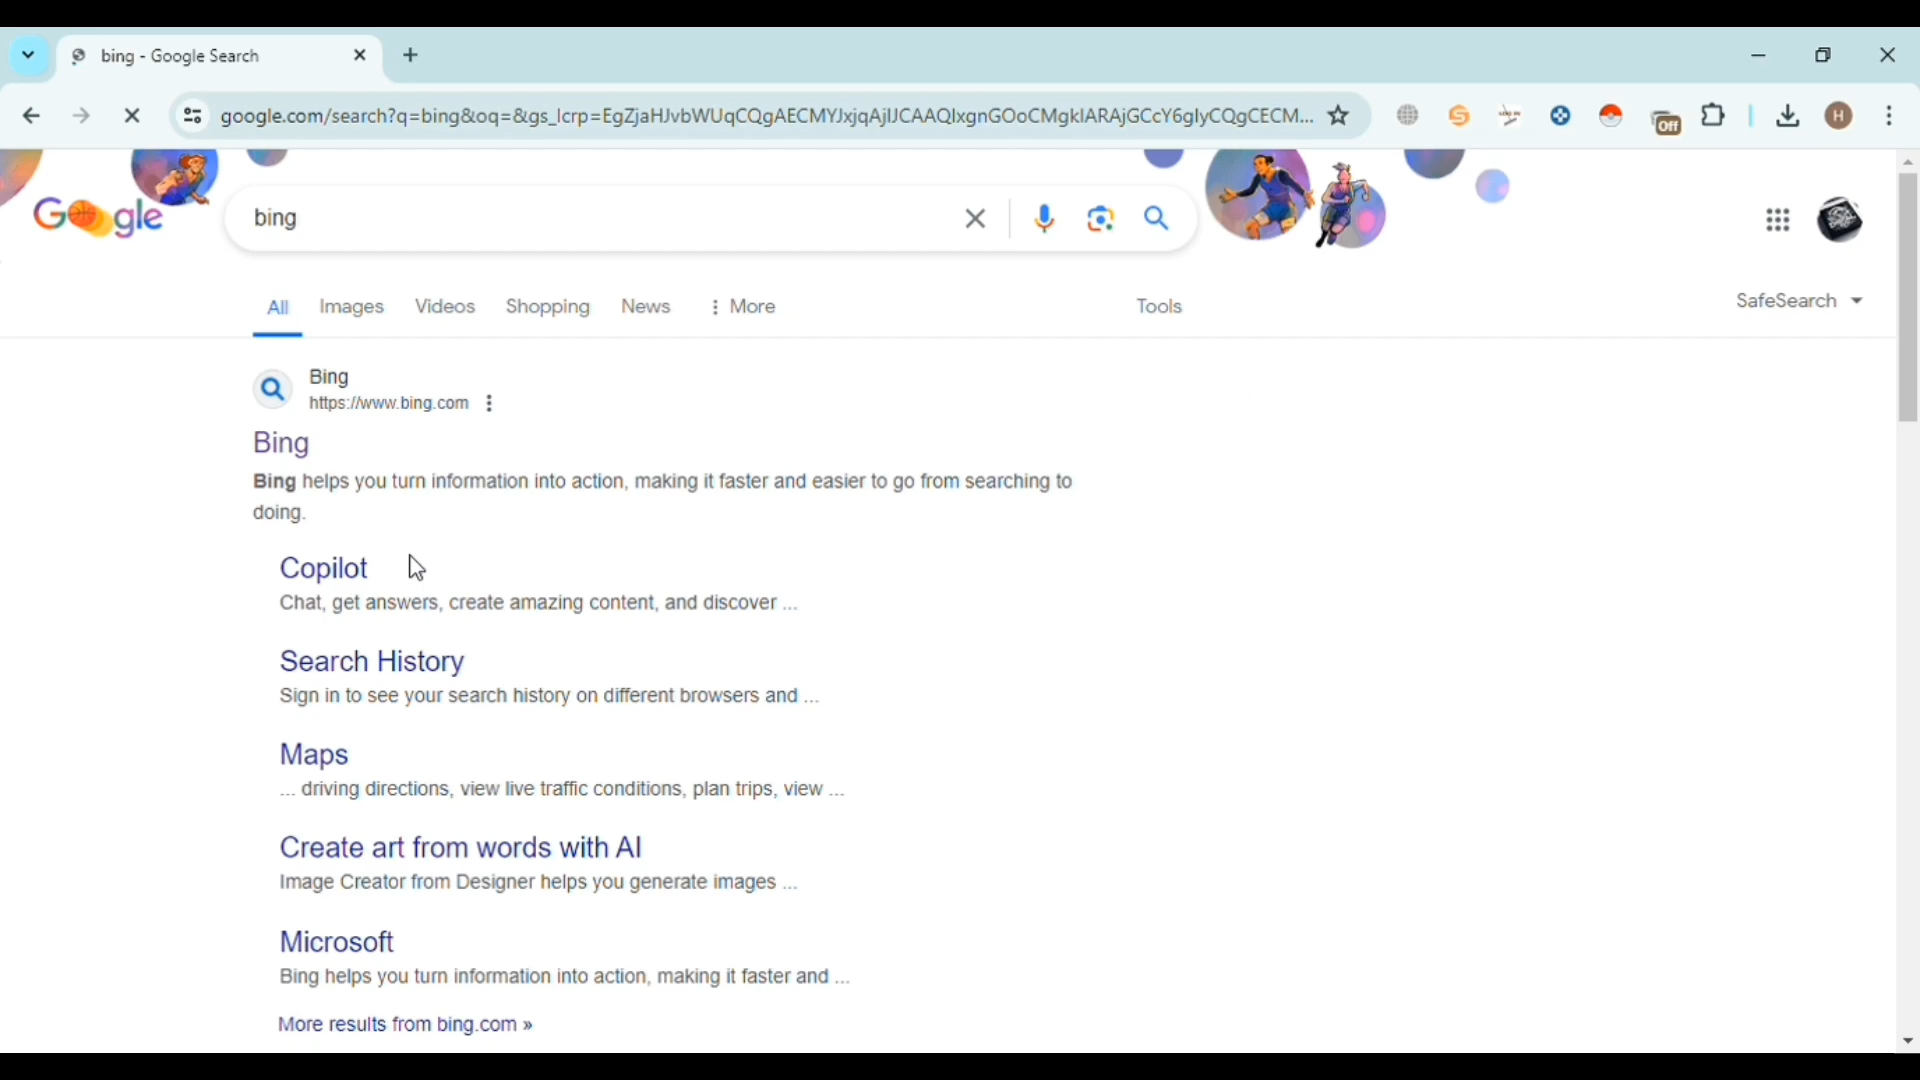 bing - Google Search
google.com/search?q=bing&oq=&gs_lcrp=EgZjaHJvbWUqCQgAECMYJxjqAjIJCAAQIxgnGOoCMgkIARAjGCcY6gIyCQgCECM...
Off
H
Google
bing
All Images Videos Shopping News More Tools SafeSearch
Bing
https://www.bing.com
Bing
Bing helps you turn information into action, making it faster and easier to go from searching to
doing.
Copilot
Chat, get answers, create amazing content, and discover ...
Search History
Sign in to see your search history on different browsers and ...
Maps
... driving directions, view live traffic conditions, plan trips, view ...
Create art from words with AI
Image Creator from Designer helps you generate images ...
Microsoft
Bing helps you turn information into action, making it faster and ...
More results from bing.com »